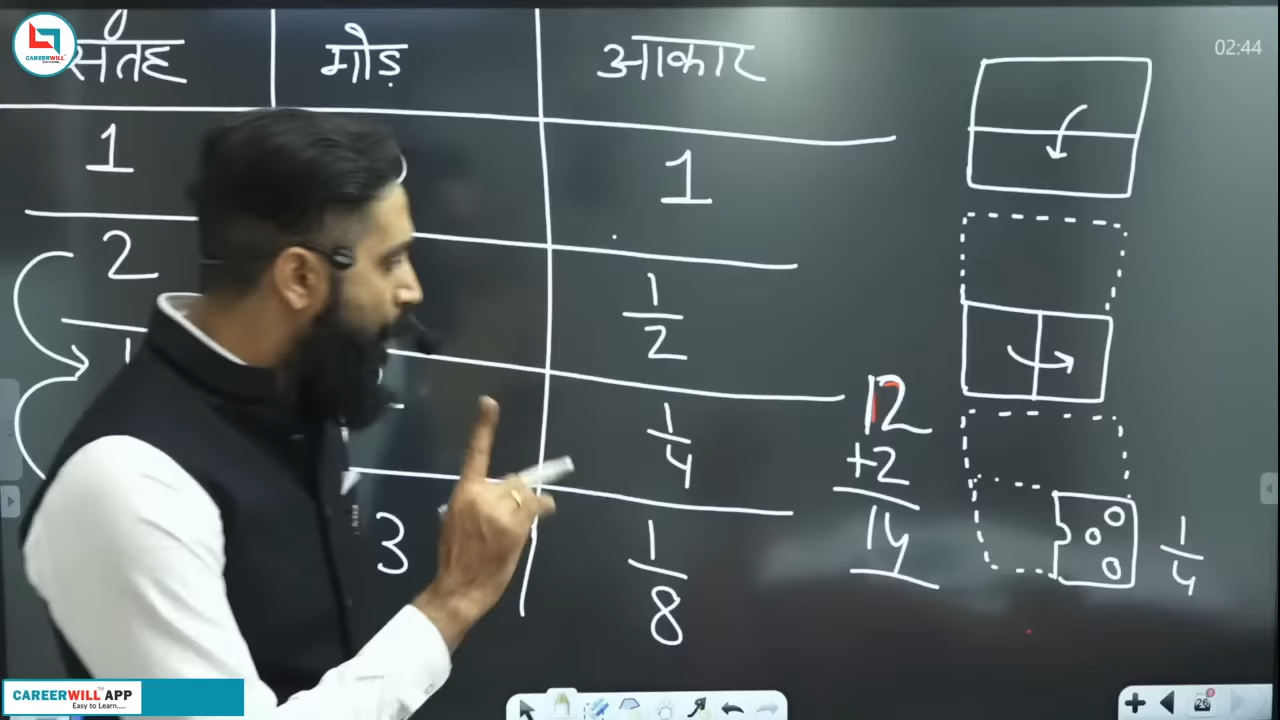 CAREERWILL
02:44
सतह मोड़ आकार
1 1
2 1/2
1/4
3 1/8
12
+2
14
1/4
CAREERWILL APP
Easy to Learn.....
26